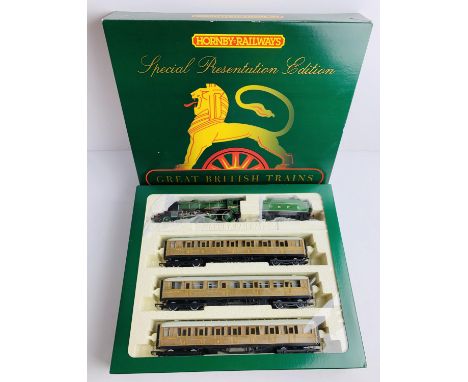 HORNBY-RAILWAYS
Special Presentation Edition
GREAT BRITISH TRAINS